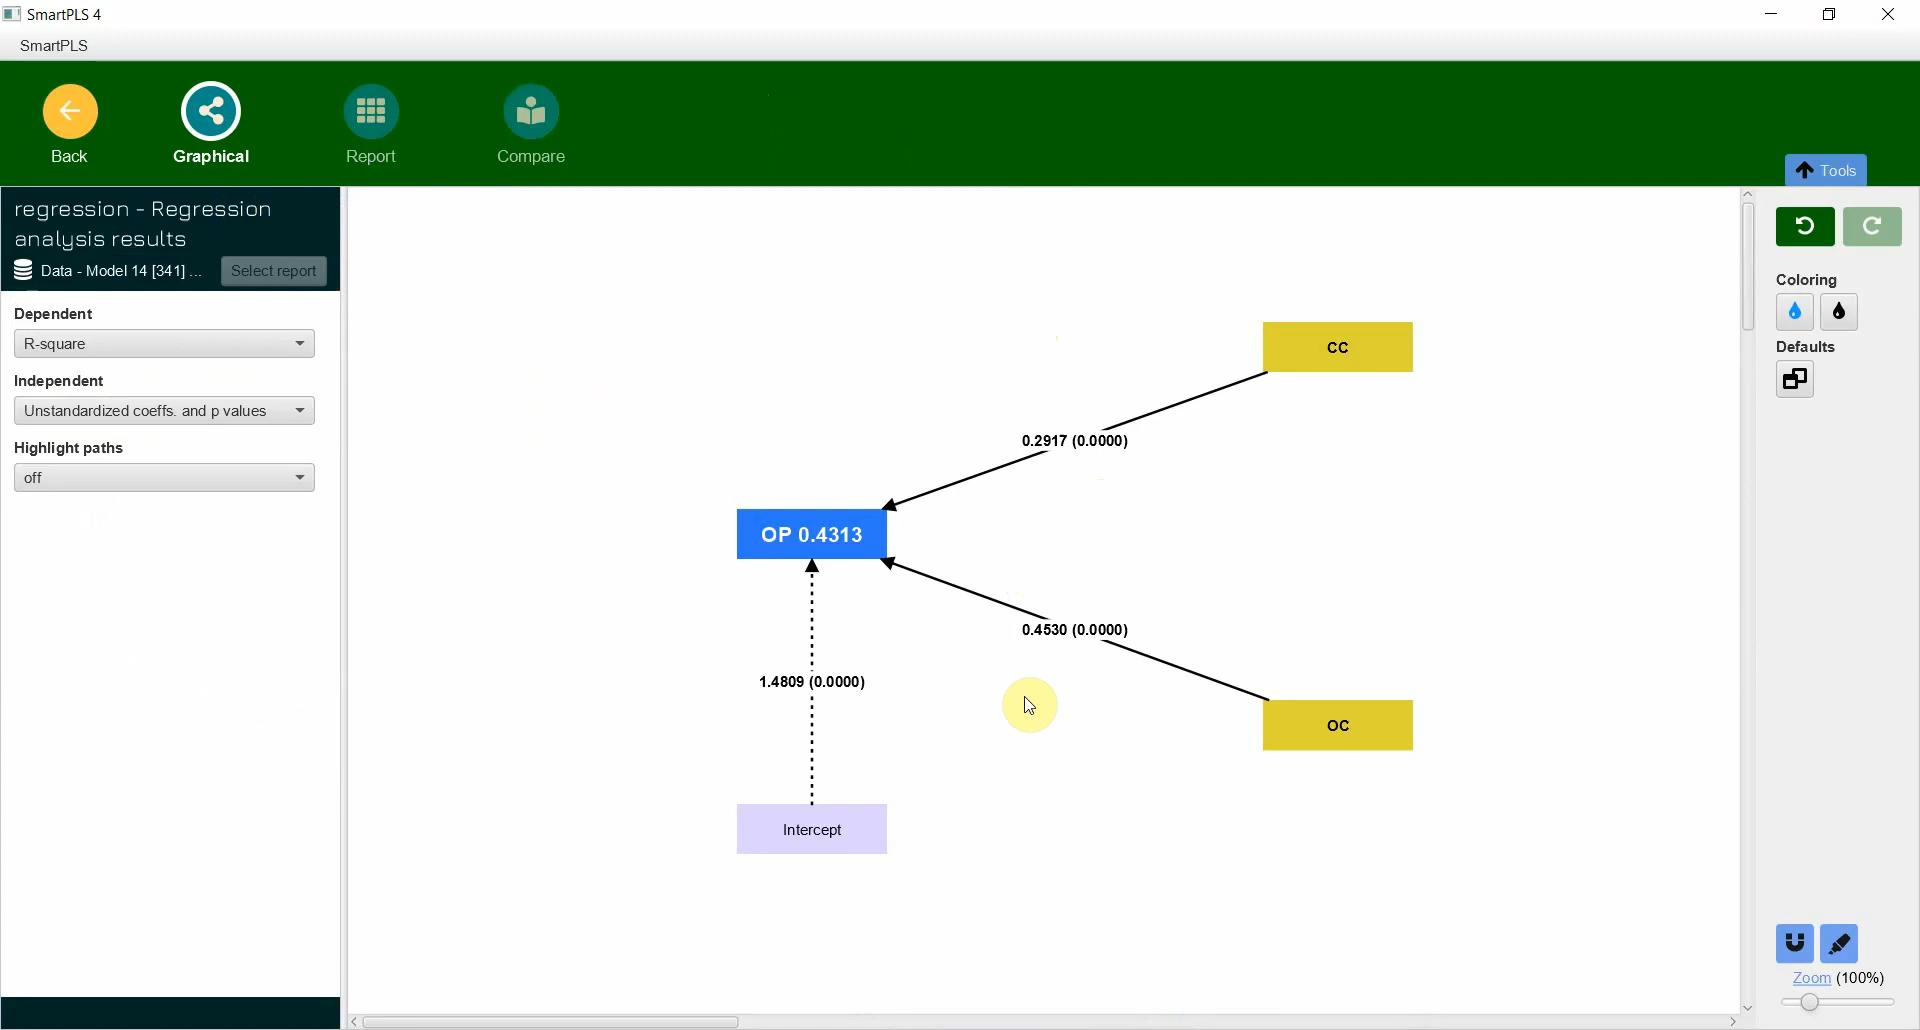 SmartPLS 4
SmartPLS
Back
Graphical
Report
Compare
Tools
regression - Regression
analysis results
Data - Model 14 [341] ...
Select report
Dependent
R-square
Independent
Unstandardized coeffs. and p values
Highlight paths
off
CC
0.2917 (0.0000)
OP 0.4313
0.4530 (0.0000)
1.4809 (0.0000)
OC
Intercept
Coloring
Defaults
Zoom (100%)